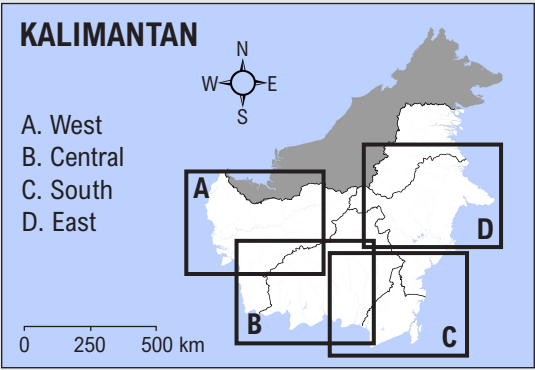 KALIMANTAN
N
W E
S
A. West
B. Central
C. South
D. East
A
D
B
C
0 250 500 km